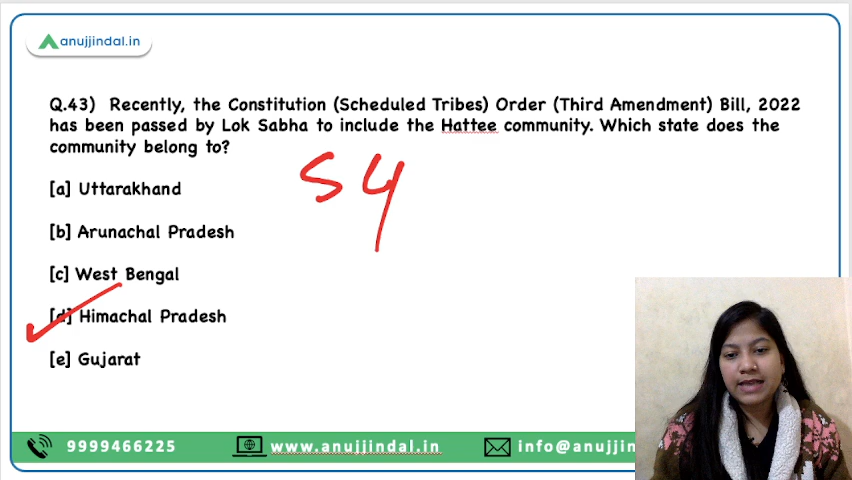 anujjindal.in
Q.43) Recently, the Constitution (Scheduled Tribes) Order (Third Amendment) Bill, 2022
has been passed by Lok Sabha to include the Hattee community. Which state does the
community belong to?
[a] Uttarakhand
[b] Arunachal Pradesh
[c] West Bengal
[d] Himachal Pradesh
[e] Gujarat
9999466225 www.anujjindal.in info@anujjin